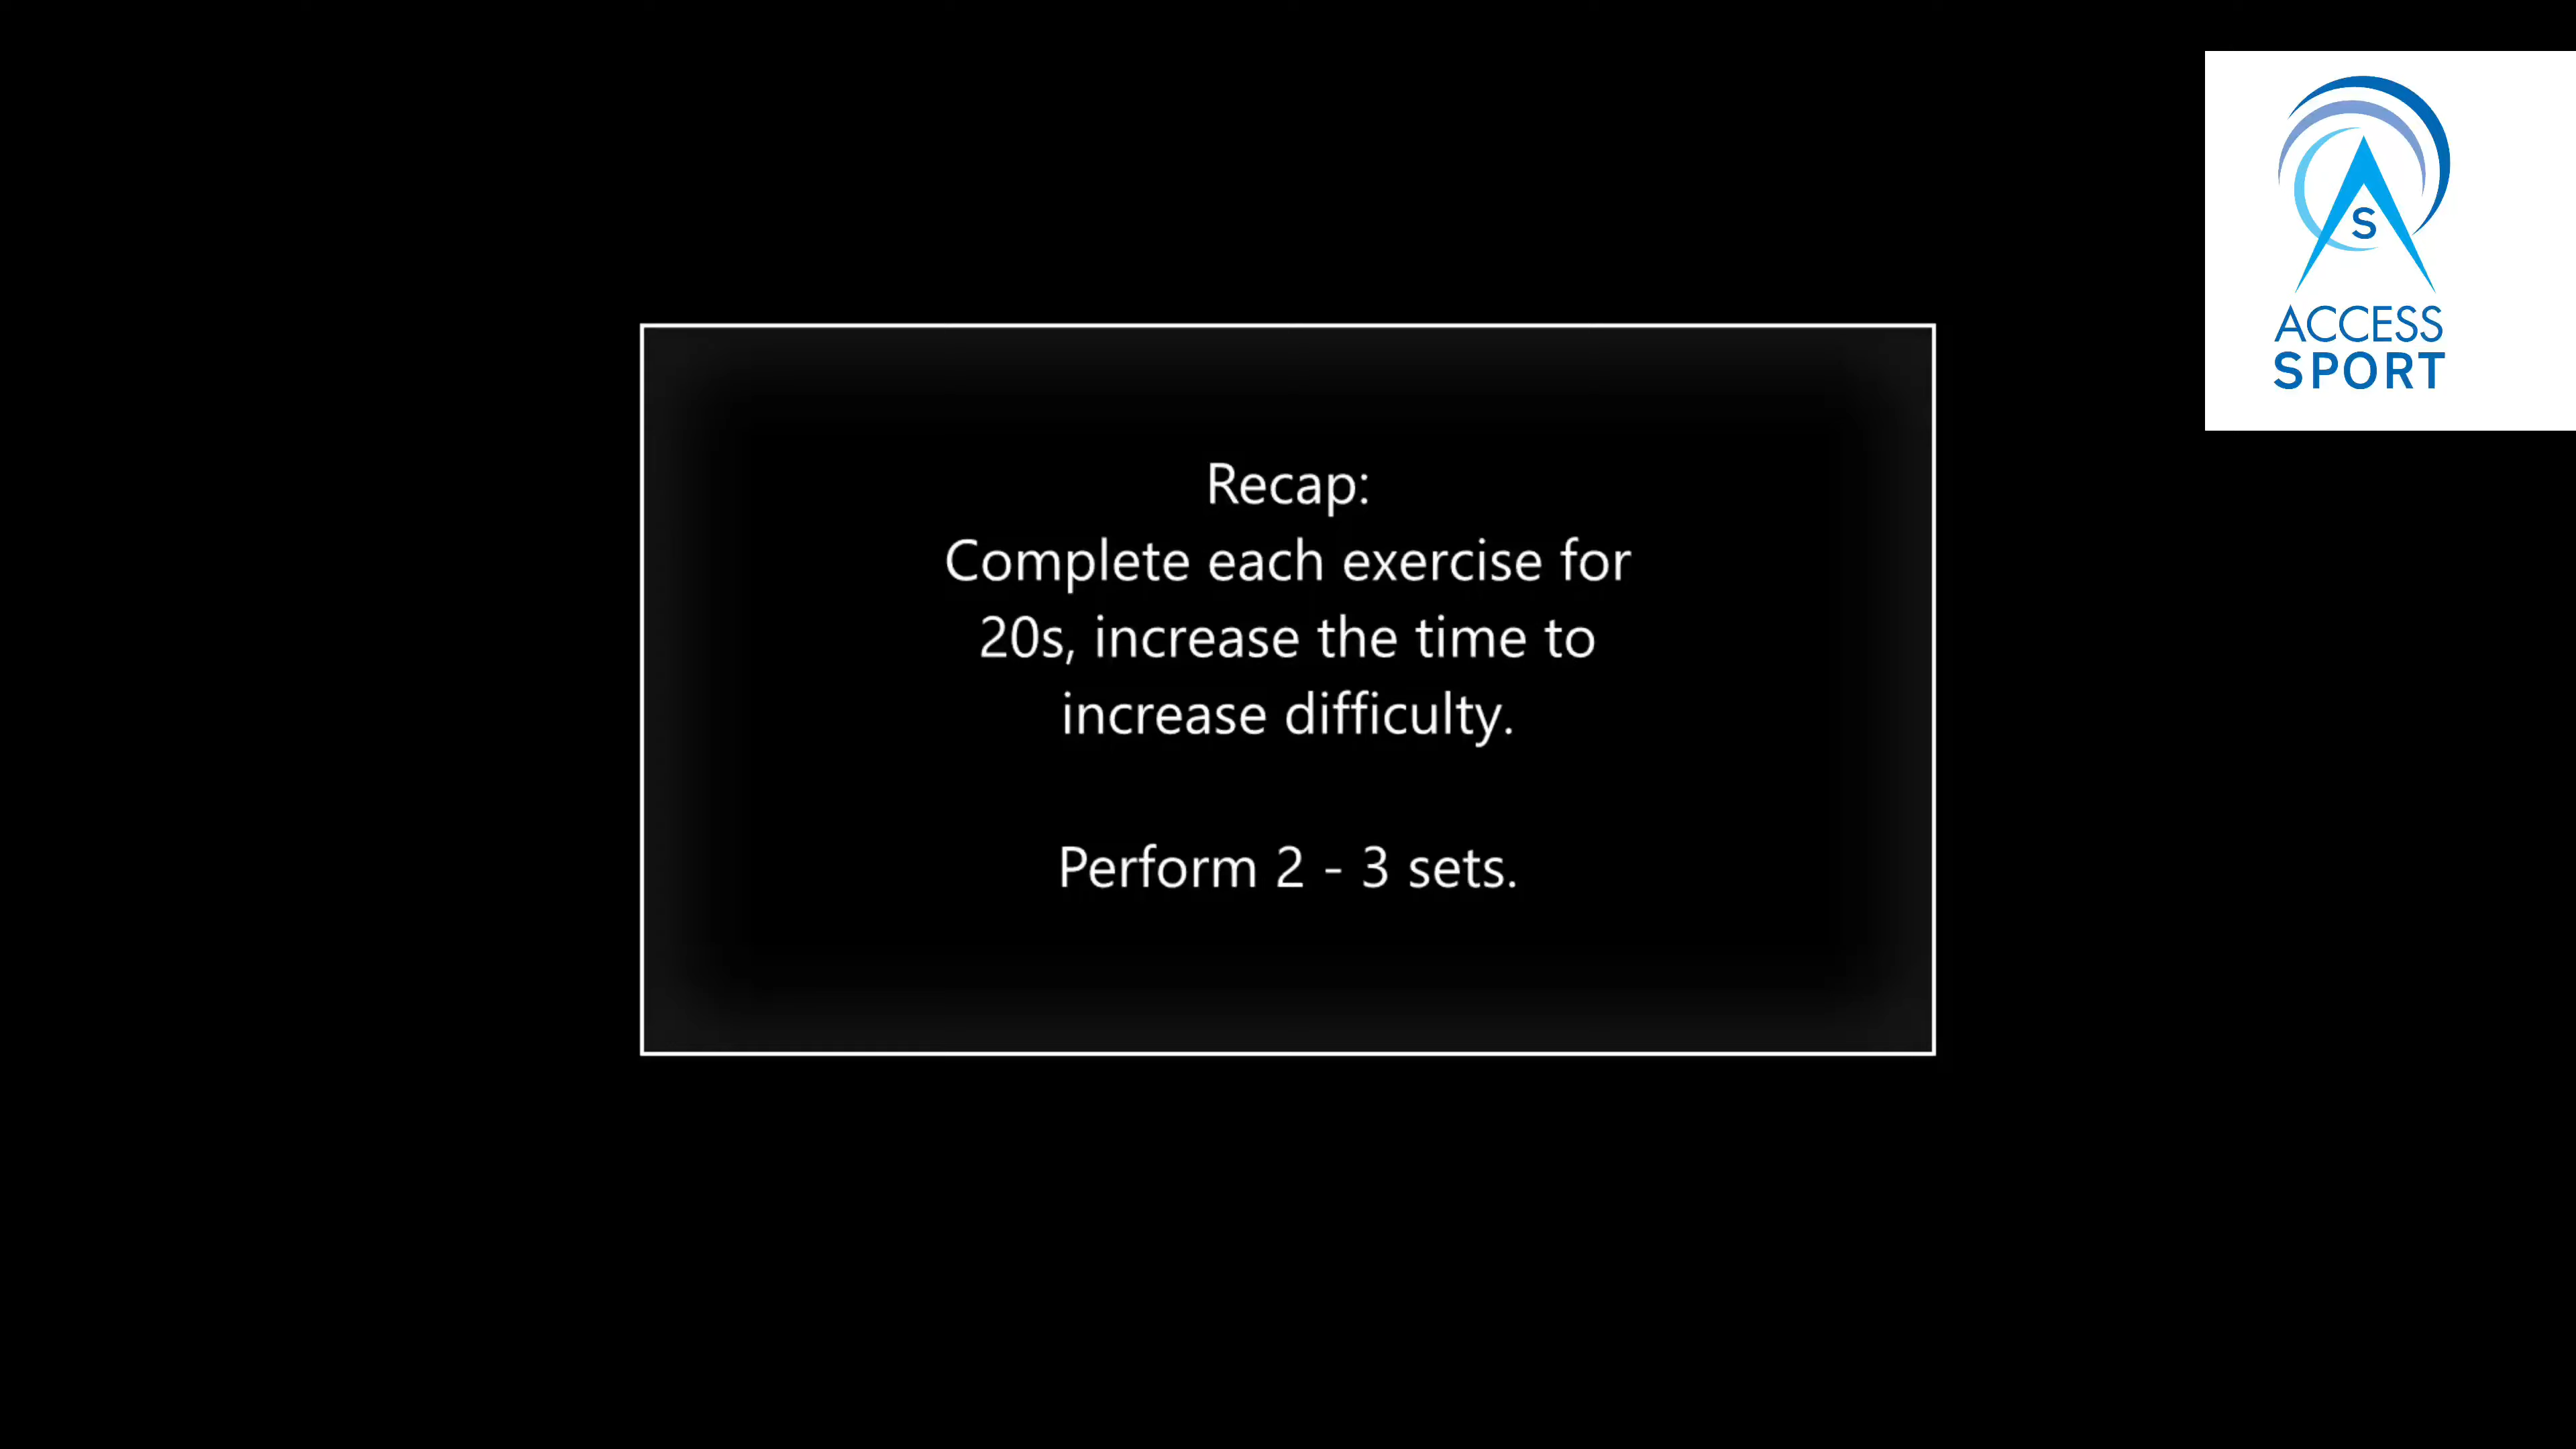 S
ACCESS
SPORT
Recap:
Complete each exercise for
20s, increase the time to
increase difficulty.
Perform 2 - 3 sets.